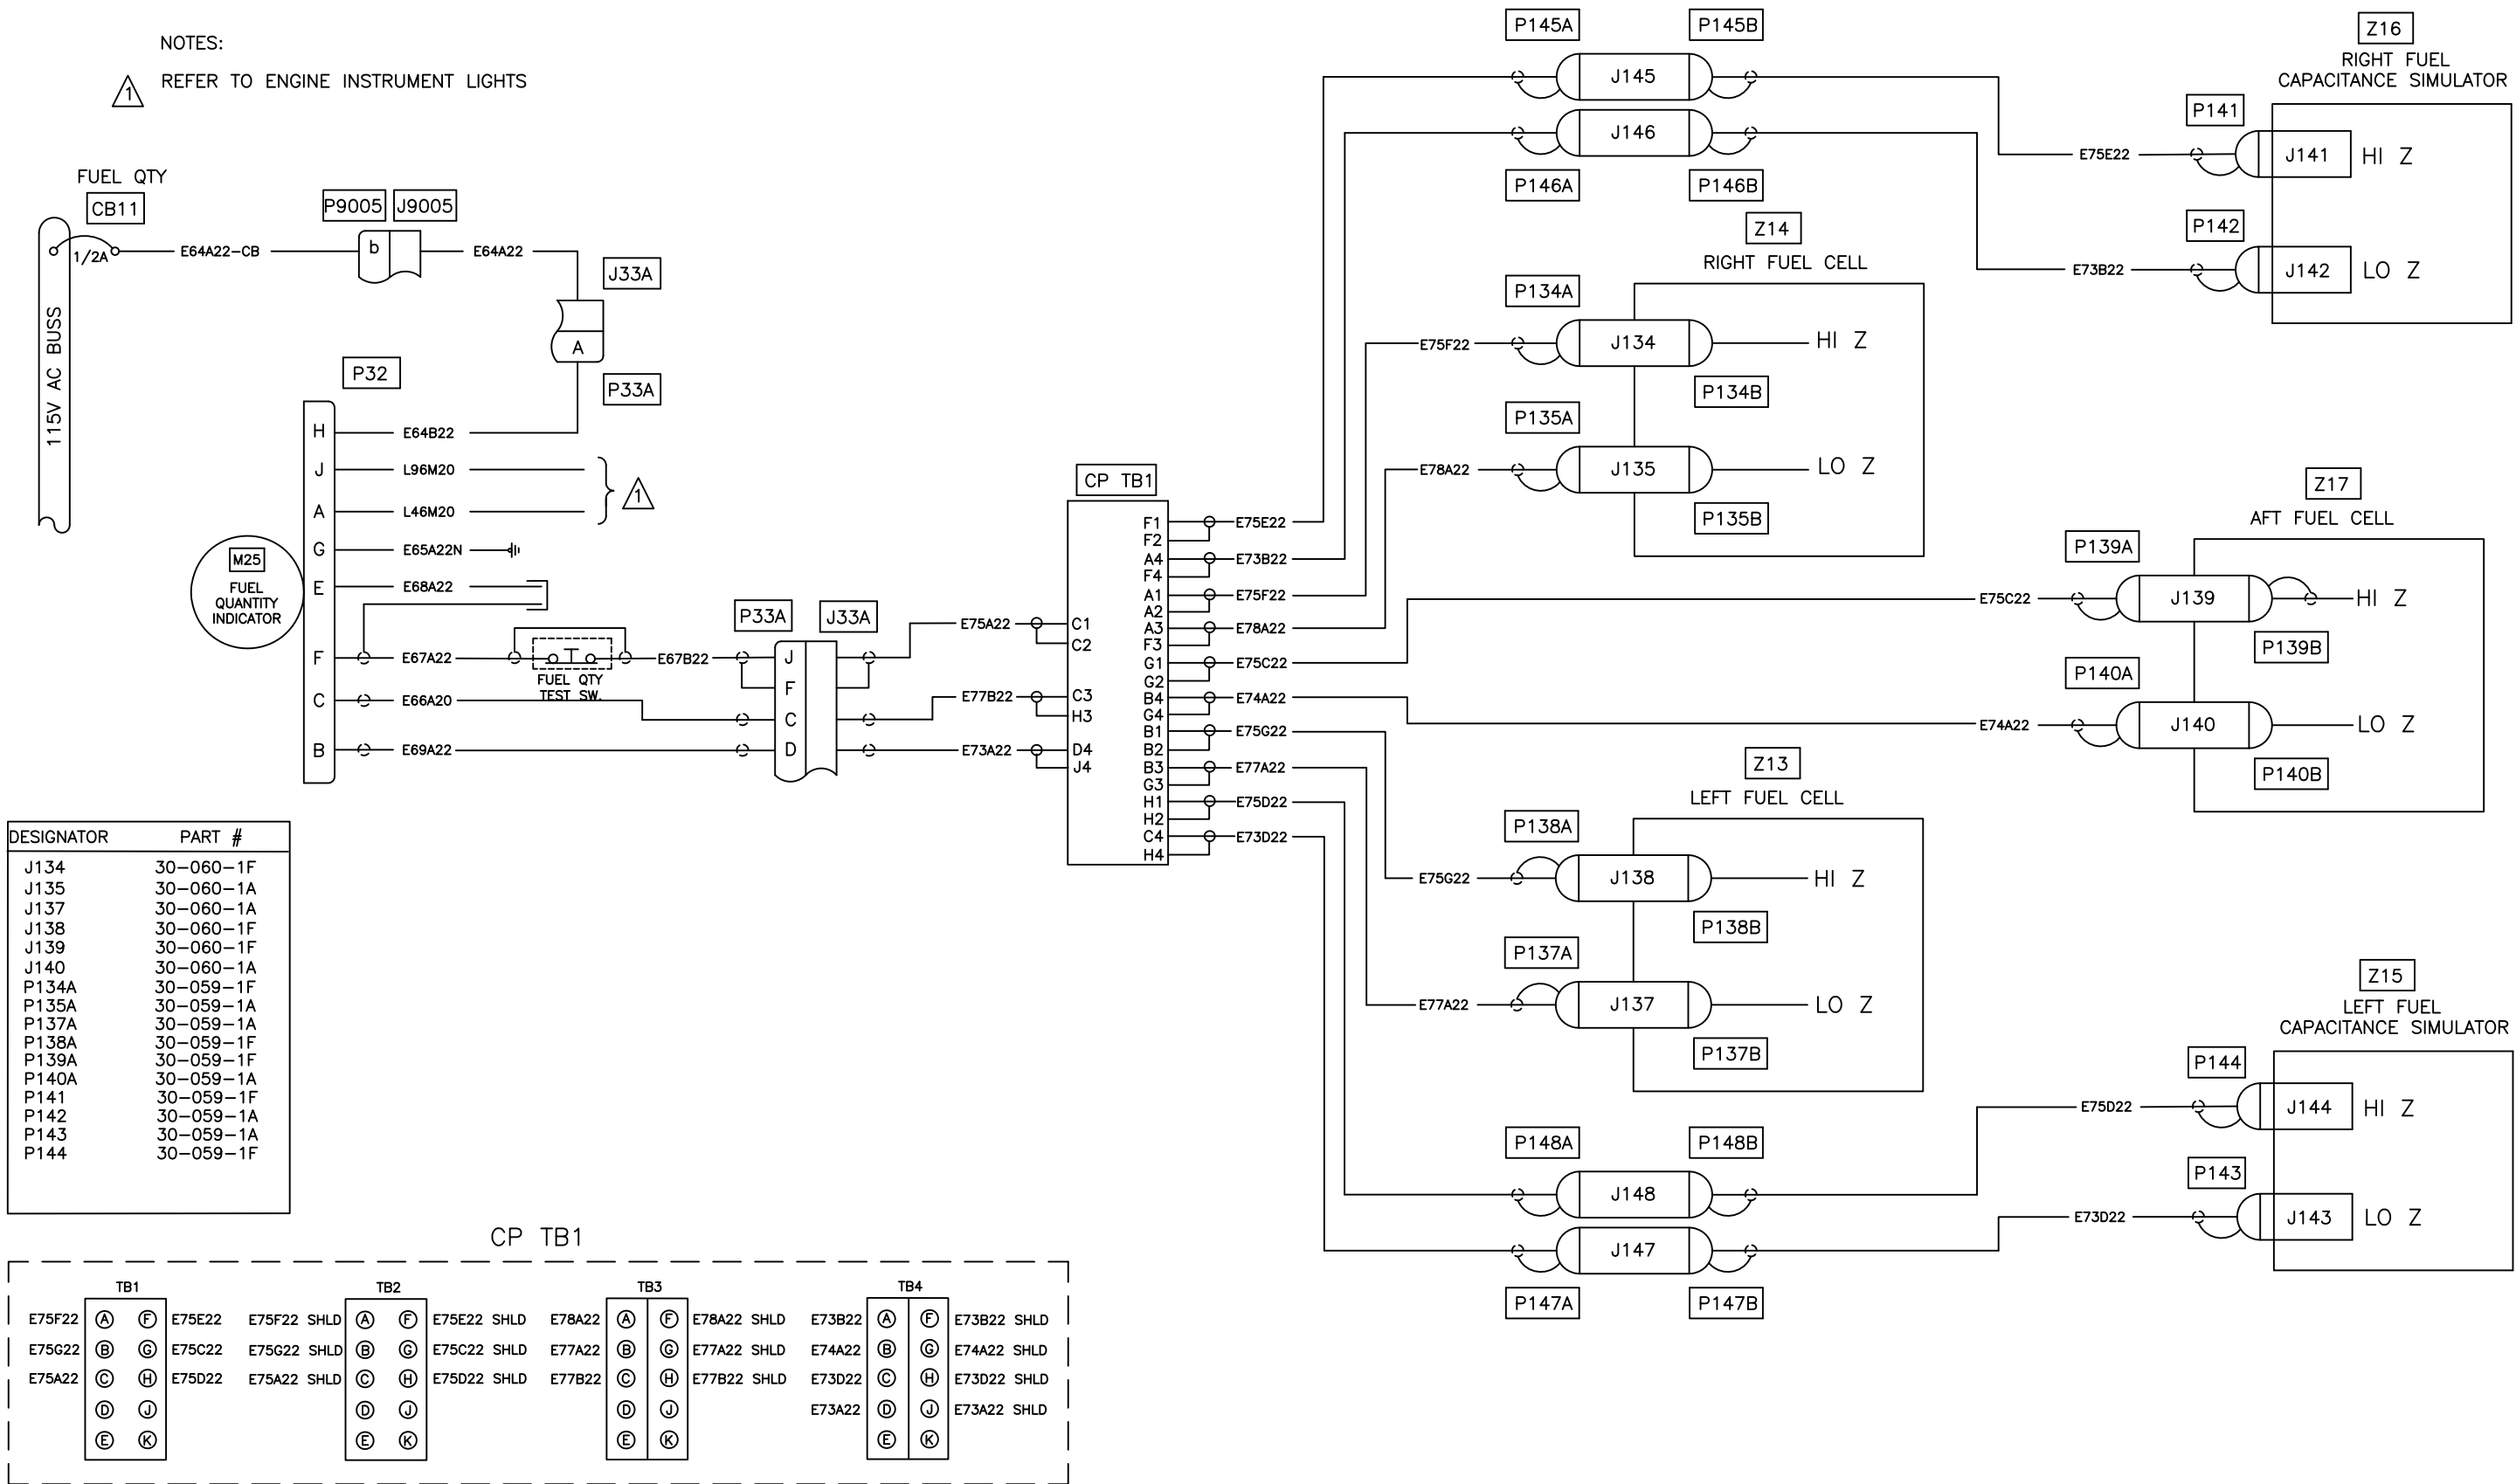 NOTES:
1 REFER TO ENGINE INSTRUMENT LIGHTS
FUEL QTY
CB11
1/2A
115V AC BUSS
E64A22-CB
P9005 J9005
b
E64A22
J33A
A
P33A
P32
H E64B22
J L96M20
A L46M20
1
G E65A22N
E E68A22
F E67A22
C E66A20
B E69A22
M25
FUEL
QUANTITY
INDICATOR
FUEL QTY
TEST SW.
E67B22
P33A J33A
J
F
C
D
E75A22
E77B22
E73A22
CP TB1
C1
C2
C3
H3
D4
J4
F1 E75E22
F2
A4 E73B22
F4
A1 E75F22
A2
A3 E78A22
F3
G1 E75C22
G2
B4 E74A22
G4
B1 E75G22
B2
B3 E77A22
G3
H1 E75D22
H2
C4 E73D22
H4
P145A P145B
J145
J146
P146A P146B
Z16
RIGHT FUEL
CAPACITANCE SIMULATOR
P141
E75E22 J141 HI Z
P142
E73B22 J142 LO Z
Z14
RIGHT FUEL CELL
P134A
E75F22 J134 HI Z
P134B
P135A
E78A22 J135 LO Z
P135B
Z17
AFT FUEL CELL
P139A
E75C22 J139 HI Z
P139B
P140A
E74A22 J140 LO Z
P140B
Z13
LEFT FUEL CELL
P138A
E75G22 J138 HI Z
P138B
P137A
E77A22 J137 LO Z
P137B
Z15
LEFT FUEL
CAPACITANCE SIMULATOR
P144
E75D22 J144 HI Z
P143
E73D22 J143 LO Z
P148A P148B
J148
J147
P147A P147B
DESIGNATOR PART #
J134 30-060-1F
J135 30-060-1A
J137 30-060-1A
J138 30-060-1F
J139 30-060-1F
J140 30-060-1A
P134A 30-059-1F
P135A 30-059-1A
P137A 30-059-1A
P138A 30-059-1F
P139A 30-059-1F
P140A 30-059-1A
P141 30-059-1F
P142 30-059-1A
P143 30-059-1A
P144 30-059-1F
CP TB1
TB1 TB2 TB3 TB4
E75F22 A F E75E22 E75F22 SHLD A F E75E22 SHLD E78A22 A F E78A22 SHLD E73B22 A F E73B22 SHLD
E75G22 B G E75C22 E75G22 SHLD B G E75C22 SHLD E77A22 B G E77A22 SHLD E74A22 B G E74A22 SHLD
E75A22 C H E75D22 E75A22 SHLD C H E75D22 SHLD E77B22 C H E77B22 SHLD E73D22 C H E73D22 SHLD
D J D J D J E73A22 D J E73A22 SHLD
E K E K E K E K